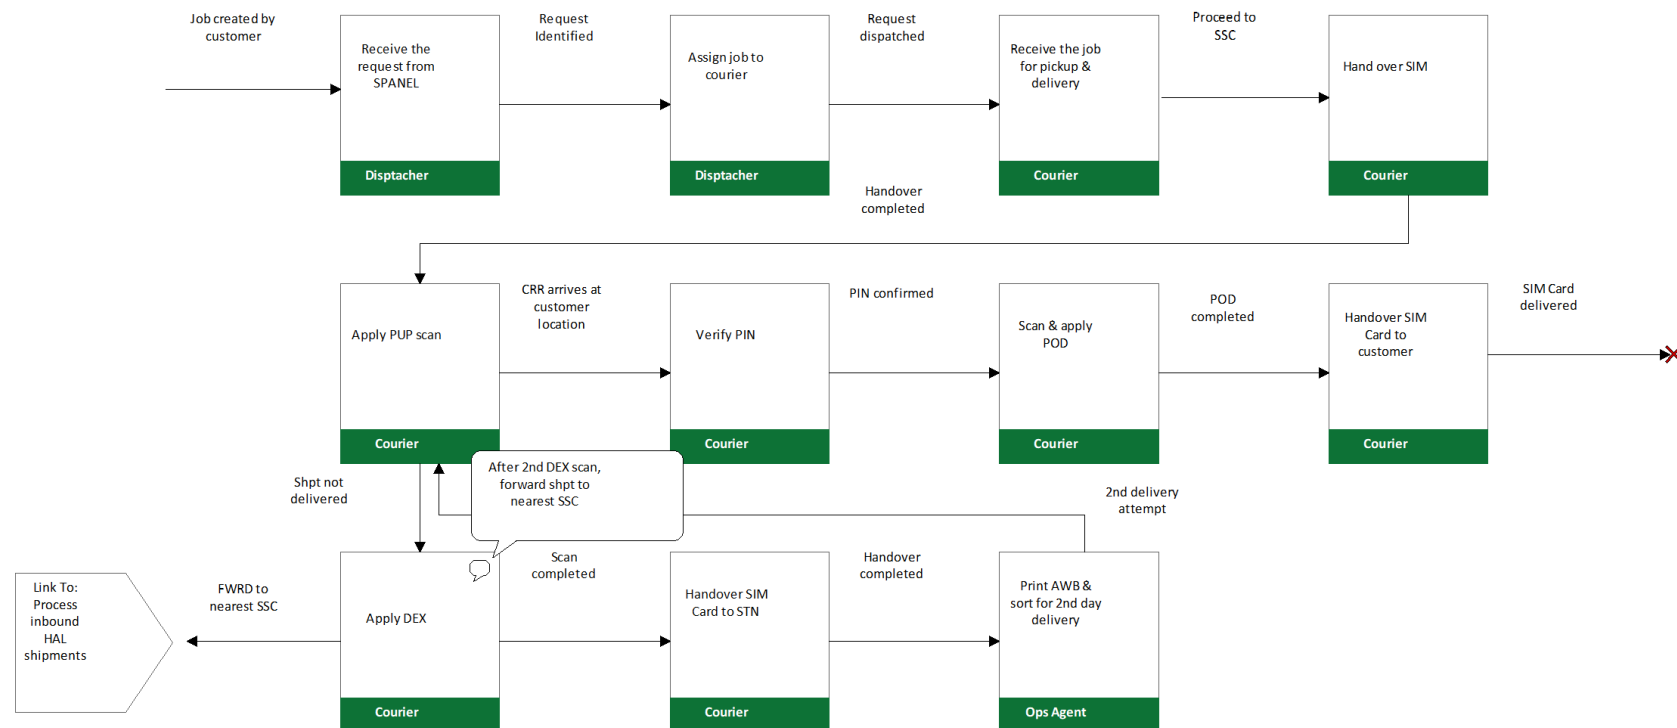 Job created by
customer
Receive the
request from
SPANEL
Disptacher
Request
Identified
Assign job to
courier
Disptacher
Request
dispatched
Receive the job
for pickup &
delivery
Courier
Proceed to
SSC
Hand over SIM
Courier
Handover
completed
Apply PUP scan
Courier
CRR arrives at
customer
location
Verify PIN
Courier
PIN confirmed
Scan & apply
POD
Courier
POD
completed
Handover SIM
Card to
customer
Courier
SIM Card
delivered
Shpt not
delivered
After 2nd DEX scan,
forward shpt to
nearest SSC
2nd delivery
attempt
Link To:
Process
inbound
HAL
shipments
FWRD to
nearest SSC
Apply DEX
Courier
Scan
completed
Handover SIM
Card to STN
Courier
Handover
completed
Print AWB &
sort for 2nd day
delivery
Ops Agent